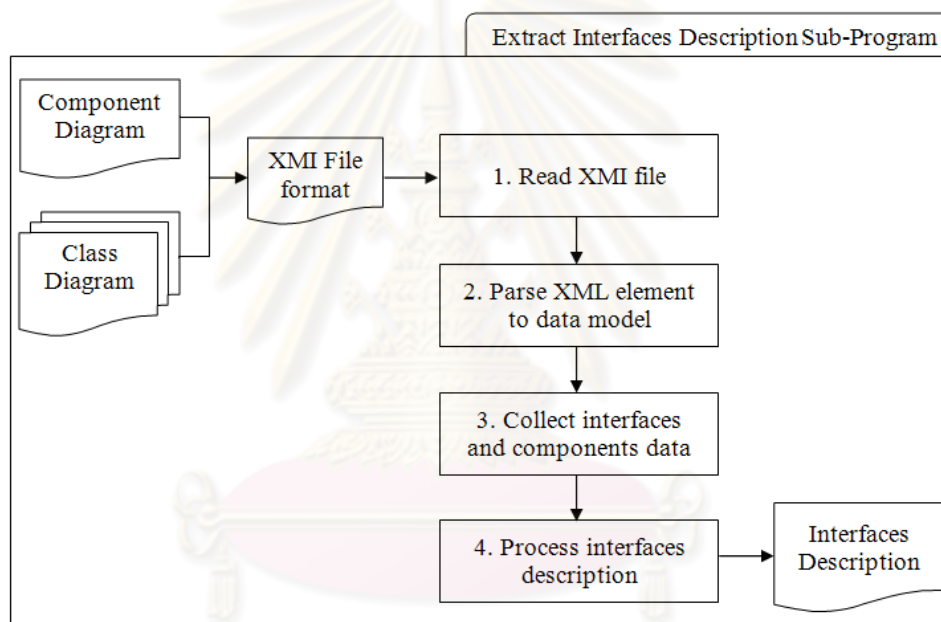 Extract Interfaces Description Sub-Program
Component
Diagram
XMI File
format
Class
Diagram
1. Read XMI file
2. Parse XML element
to data model
3. Collect interfaces
and components data
4. Process interfaces
description
Interfaces
Description